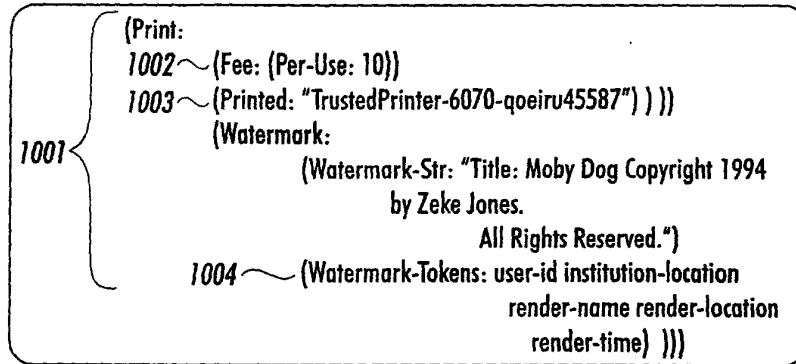 (Print:
1002 (Fee: (Per-Use: 10))
1003 (Printed: "TrustedPrinter-6070-qoeiru45587") ) ))
(Watermark:
1001
(Watermark-Str: "Title: Moby Dog Copyright 1994
by Zeke Jones.
All Rights Reserved.")
1004 (Watermark-Tokens: user-id institution-location
render-name render-location
render-time) )))